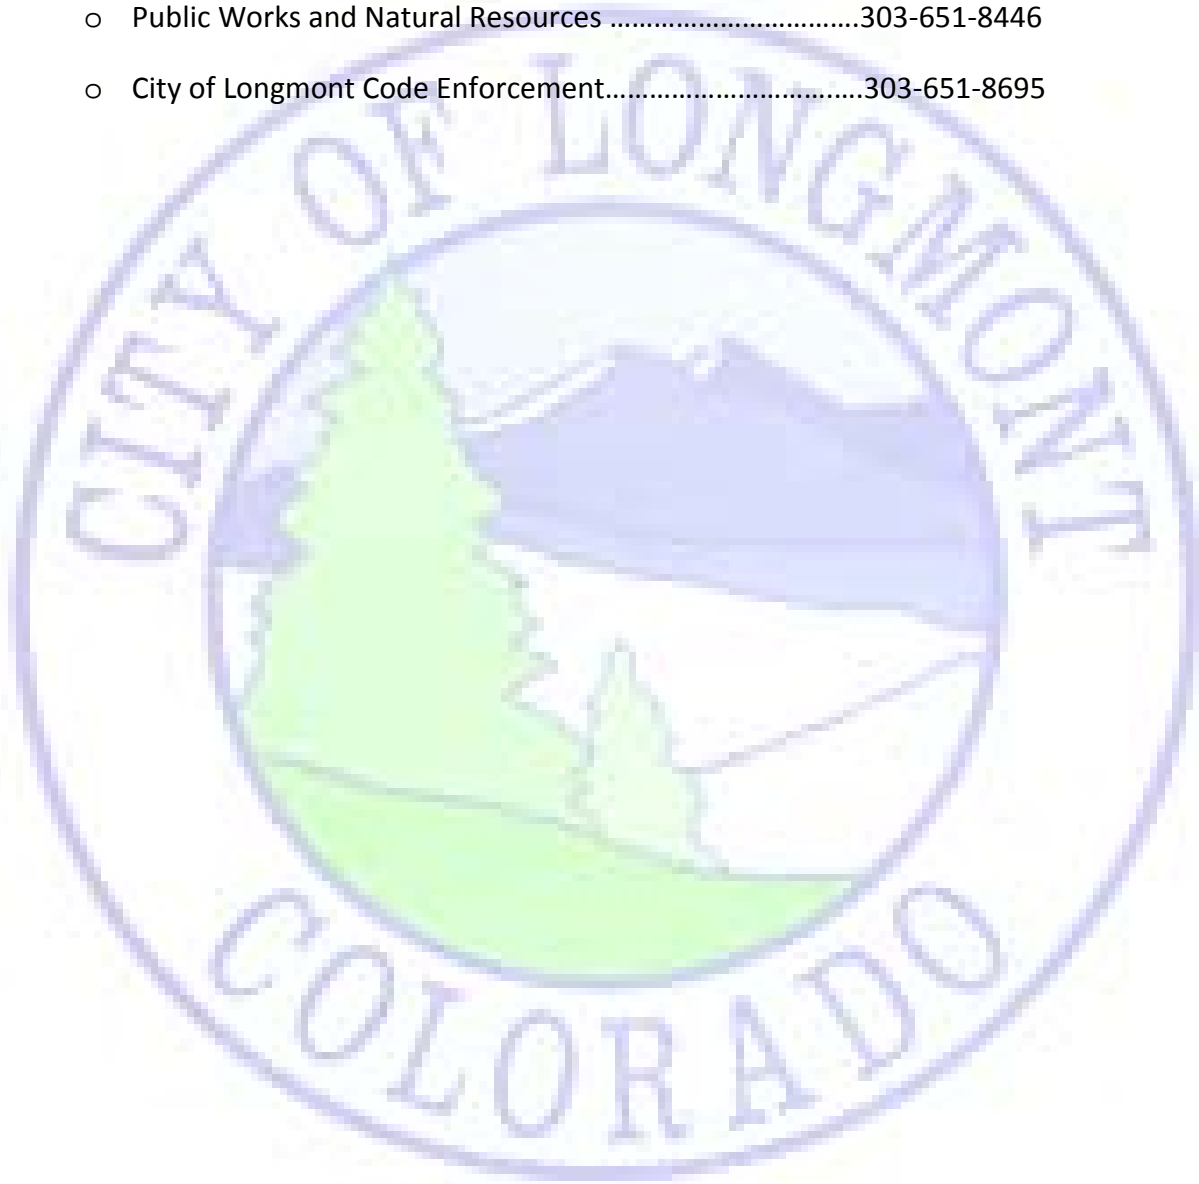 o Public Works and Natural Resources ……………………………..303-651-8446
o City of Longmont Code Enforcement………………………………303-651-8695
CITY OF LONGMONT
COLORADO